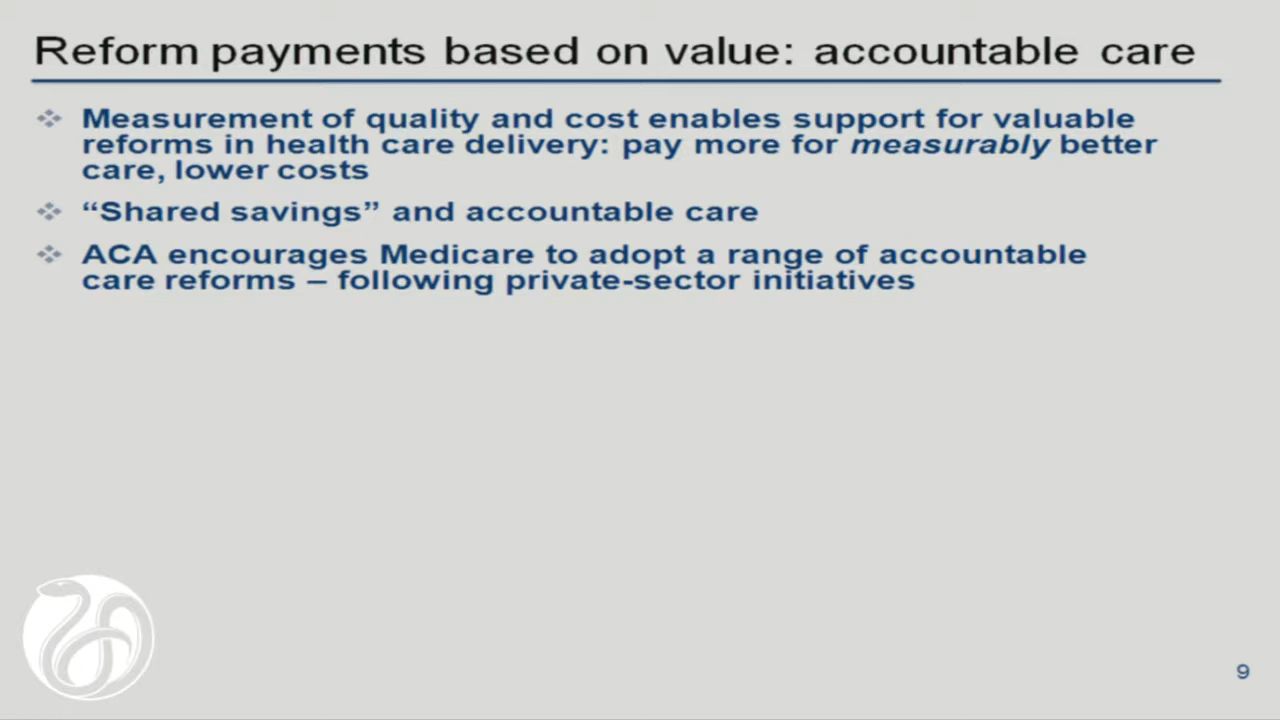 Reform payments based on value: accountable care
Measurement of quality and cost enables support for valuable
reforms in health care delivery: pay more for measurably better
care, lower costs
“Shared savings” and accountable care
ACA encourages Medicare to adopt a range of accountable
care reforms – following private-sector initiatives
9